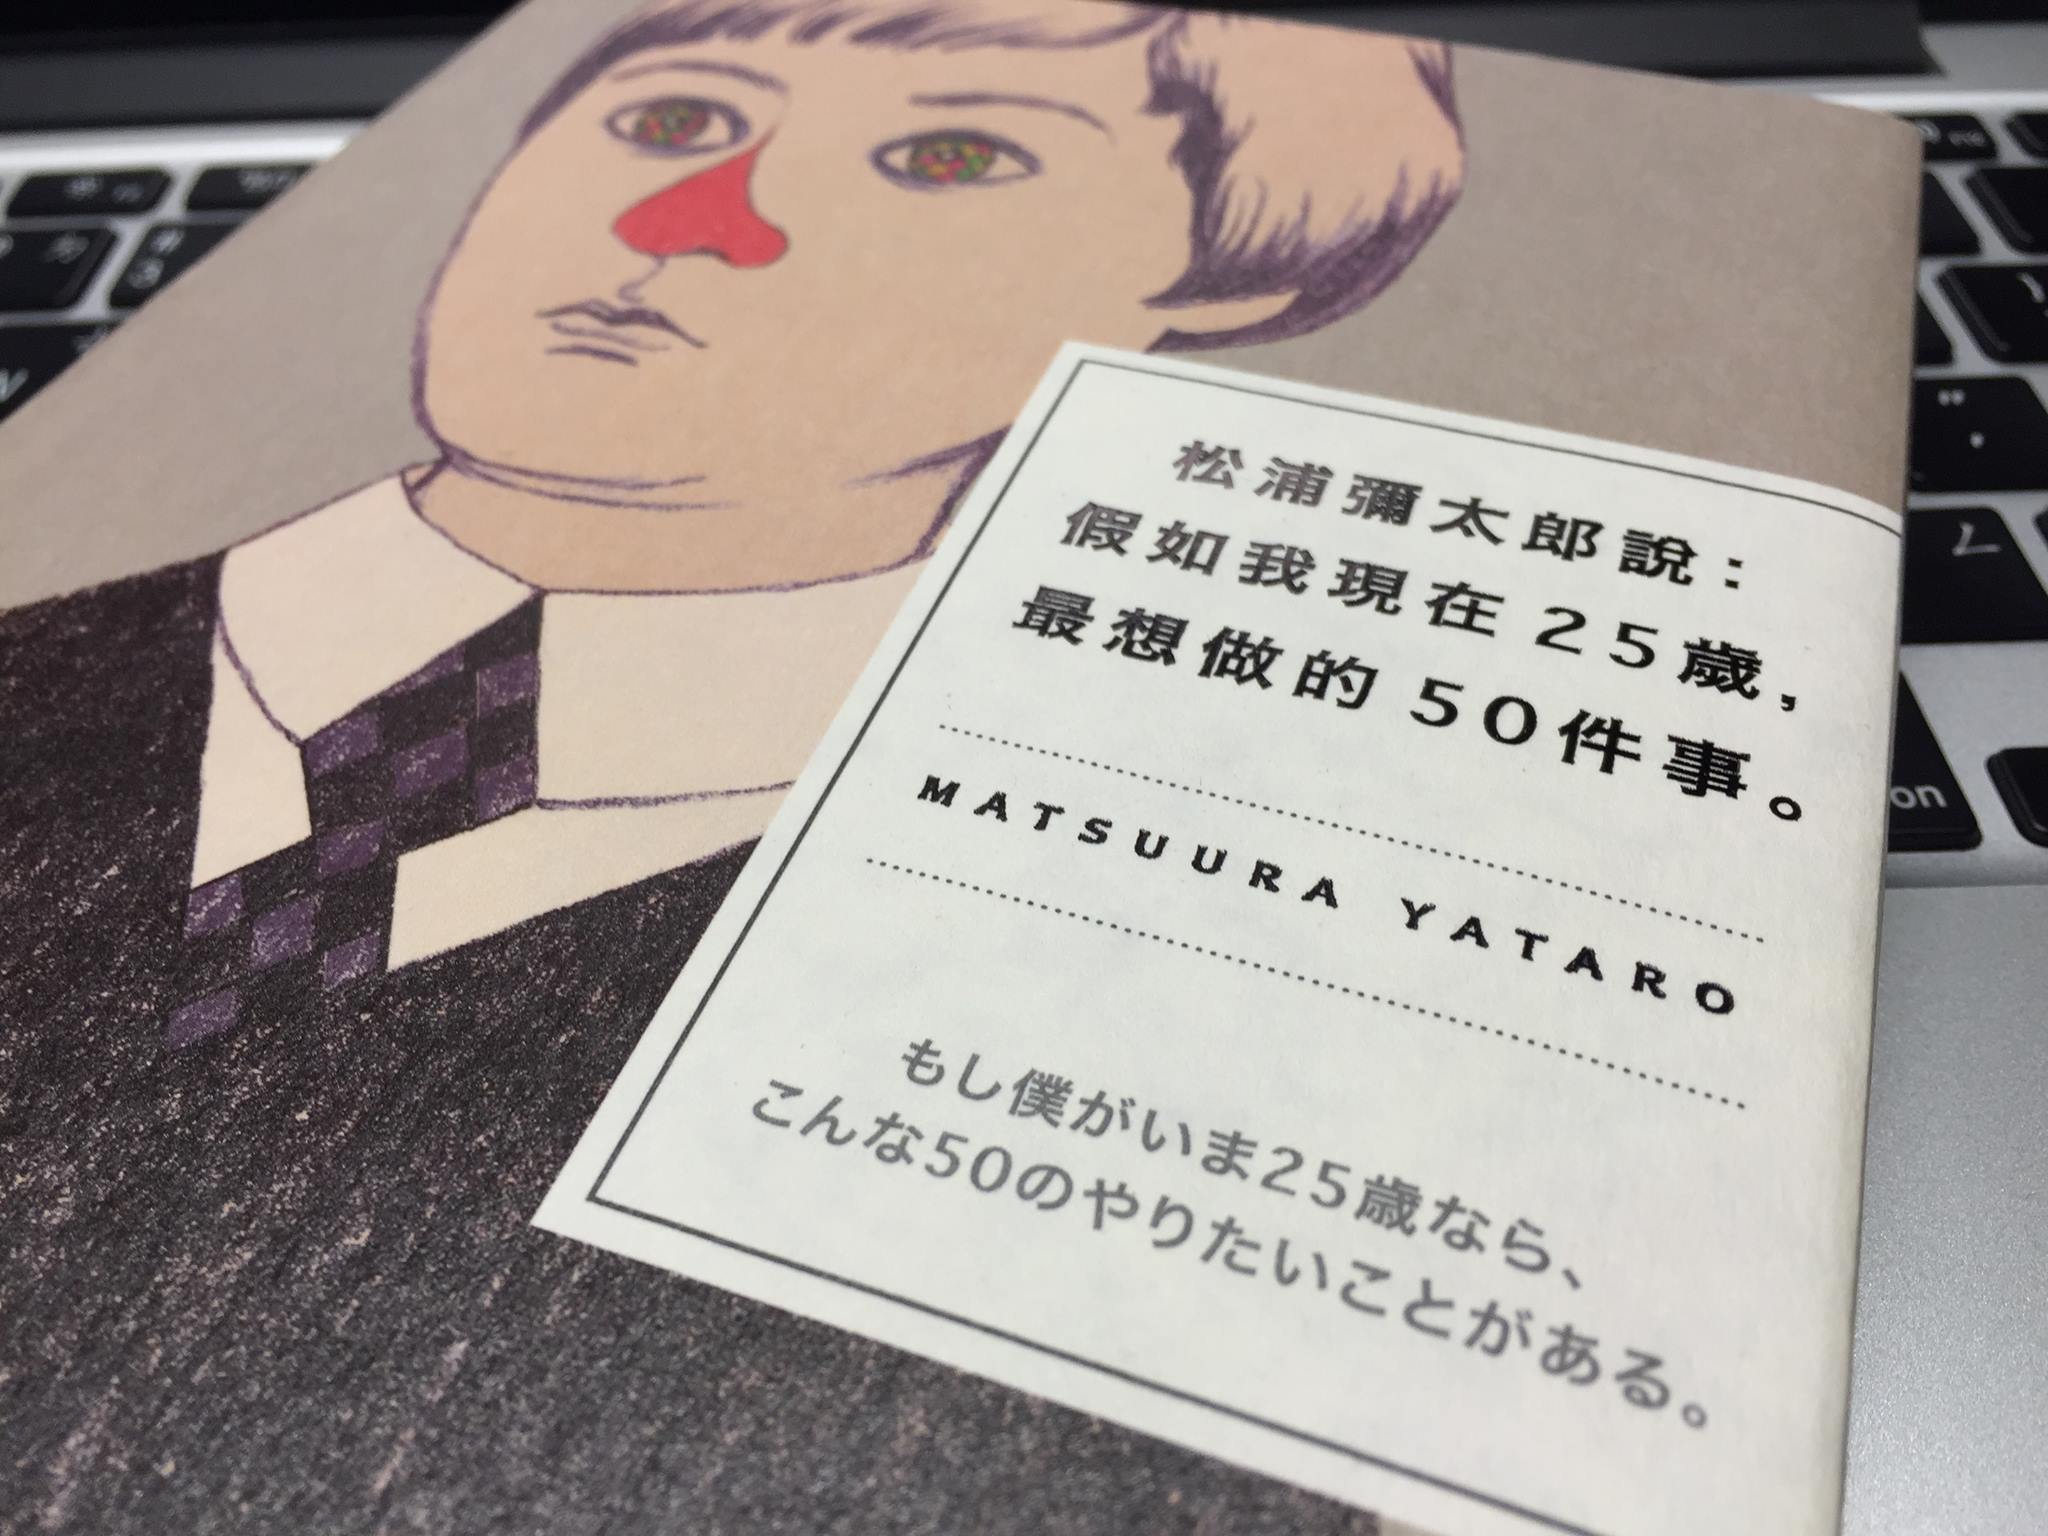 松浦彌太郎說：
假如我現在25歲，
最想做的50件事。
MATSUURA YATARO
もし僕がいま25歳なら、
こんな50のやりたいことがある。